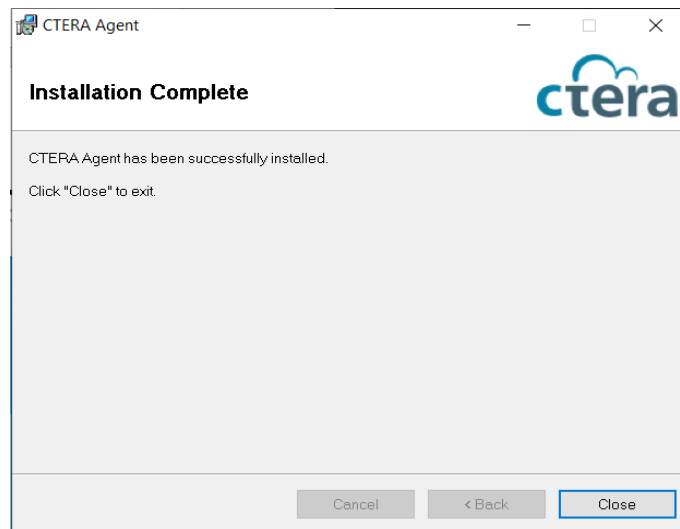 CTERA Agent
Installation Complete
ctera
CTERA Agent has been successfully installed.
Click "Close" to exit.
Cancel
< Back
Close